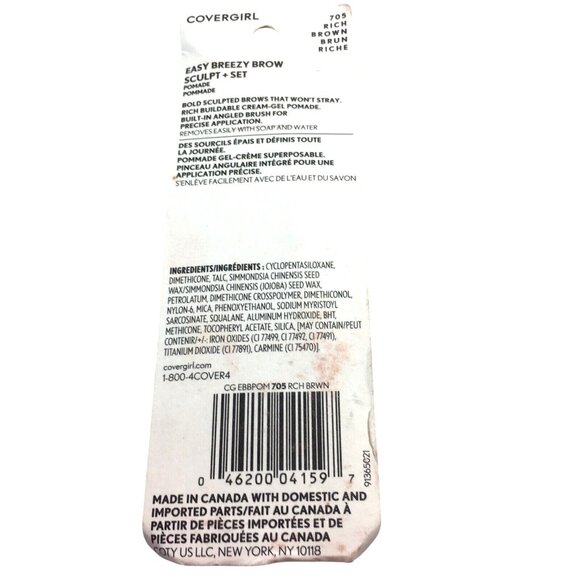 COVERGIRL
705
RICH
BROWN
BRUN
RICHE
EASY BREEZY BROW
SCULPT + SET
POMADE
POMMADE
BOLD SCULPTED BROWS THAT WON'T STRAY.
RICH BUILDABLE CREAM-GEL POMADE.
BUILT-IN ANGLED BRUSH FOR
PRECISE APPLICATION.
REMOVES EASILY WITH SOAP AND WATER
DES SOURCILS ÉPAIS ET DÉFINIS TOUTE
LA JOURNÉE.
POMMADE GEL-CRÈME SUPERPOSABLE.
PINCEAU ANGULAIRE INTÉGRÉ POUR UNE
APPLICATION PRÉCISE.
S'ENLÈVE FACILEMENT AVEC DE L'EAU ET DU SAVON
INGREDIENTS/INGRÉDIENTS : CYCLOPENTASILOXANE,
DIMETHICONE, TALC, SIMMONDSIA CHINENSIS SEED
WAX/SIMMONDSIA CHINENSIS (JOJOBA) SEED WAX,
PETROLATUM, DIMETHICONE CROSSPOLYMER, DIMETHICONOL,
NYLON-6, MICA, PHENOXYETHANOL, SODIUM MYRISTOYL
SARCOSINATE, SQUALANE, ALUMINUM HYDROXIDE, BHT,
METHICONE, TOCOPHERYL ACETATE, SILICA, [MAY CONTAIN/PEUT
CONTENIR/+/-: IRON OXIDES (CI 77499, CI 77492, CI 77491),
TITANIUM DIOXIDE (CI 77891), CARMINE (CI 75470)].
covergirl.com
1-800-4COVER4
CG EBBPOM 705 RCH BRWN
0 46200 04159 7
91365021
MADE IN CANADA WITH DOMESTIC AND
IMPORTED PARTS/FAIT AU CANADA À
PARTIR DE PIÈCES IMPORTÉES ET DE
PIÈCES FABRIQUÉES AU CANADA
COTY US LLC, NEW YORK, NY 10118